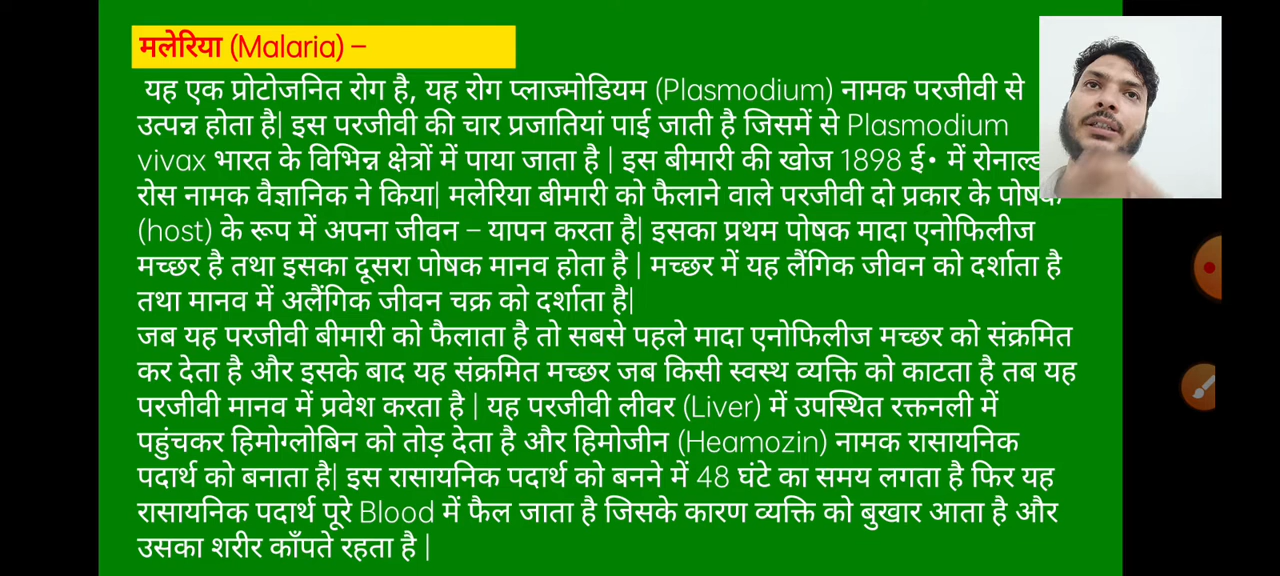 मलेरिया (Malaria) –
यह एक प्रोटोजनित रोग है, यह रोग प्लाज्मोडियम (Plasmodium) नामक परजीवी से
उत्पन्न होता है| इस परजीवी की चार प्रजातियां पाई जाती है जिसमें से Plasmodium
vivax भारत के विभिन्न क्षेत्रों में पाया जाता है | इस बीमारी की खोज 1898 ई• में रोनाल्ड
रोस नामक वैज्ञानिक ने किया| मलेरिया बीमारी को फैलाने वाले परजीवी दो प्रकार के पोषक
(host) के रूप में अपना जीवन – यापन करता है| इसका प्रथम पोषक मादा एनोफिलीज
मच्छर है तथा इसका दूसरा पोषक मानव होता है | मच्छर में यह लैंगिक जीवन को दर्शाता है
तथा मानव में अलैंगिक जीवन चक्र को दर्शाता है|
जब यह परजीवी बीमारी को फैलाता है तो सबसे पहले मादा एनोफिलीज मच्छर को संक्रमित
कर देता है और इसके बाद यह संक्रमित मच्छर जब किसी स्वस्थ व्यक्ति को काटता है तब यह
परजीवी मानव में प्रवेश करता है | यह परजीवी लीवर (Liver) में उपस्थित रक्तनली में
पहुंचकर हिमोग्लोबिन को तोड़ देता है और हिमोजीन (Heamozin) नामक रासायनिक
पदार्थ को बनाता है| इस रासायनिक पदार्थ को बनने में 48 घंटे का समय लगता है फिर यह
रासायनिक पदार्थ पूरे Blood में फैल जाता है जिसके कारण व्यक्ति को बुखार आता है और
उसका शरीर काँपते रहता है |